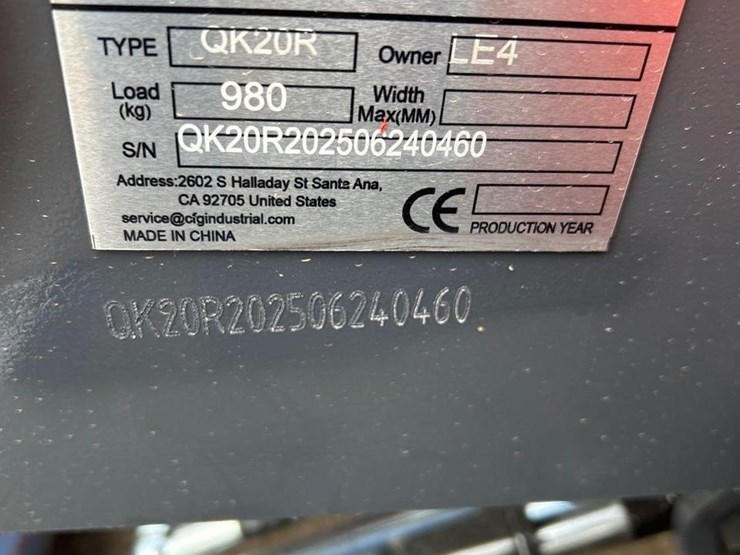 TYPE QK20R Owner LE4
Load (kg) 980 Width Max(MM)
S/N QK20R202506240460
Address:2602 S Halladay St Santa Ana,
CA 92705 United States
service@cfgindustrial.com
MADE IN CHINA
CE PRODUCTION YEAR
QK20R202506240460